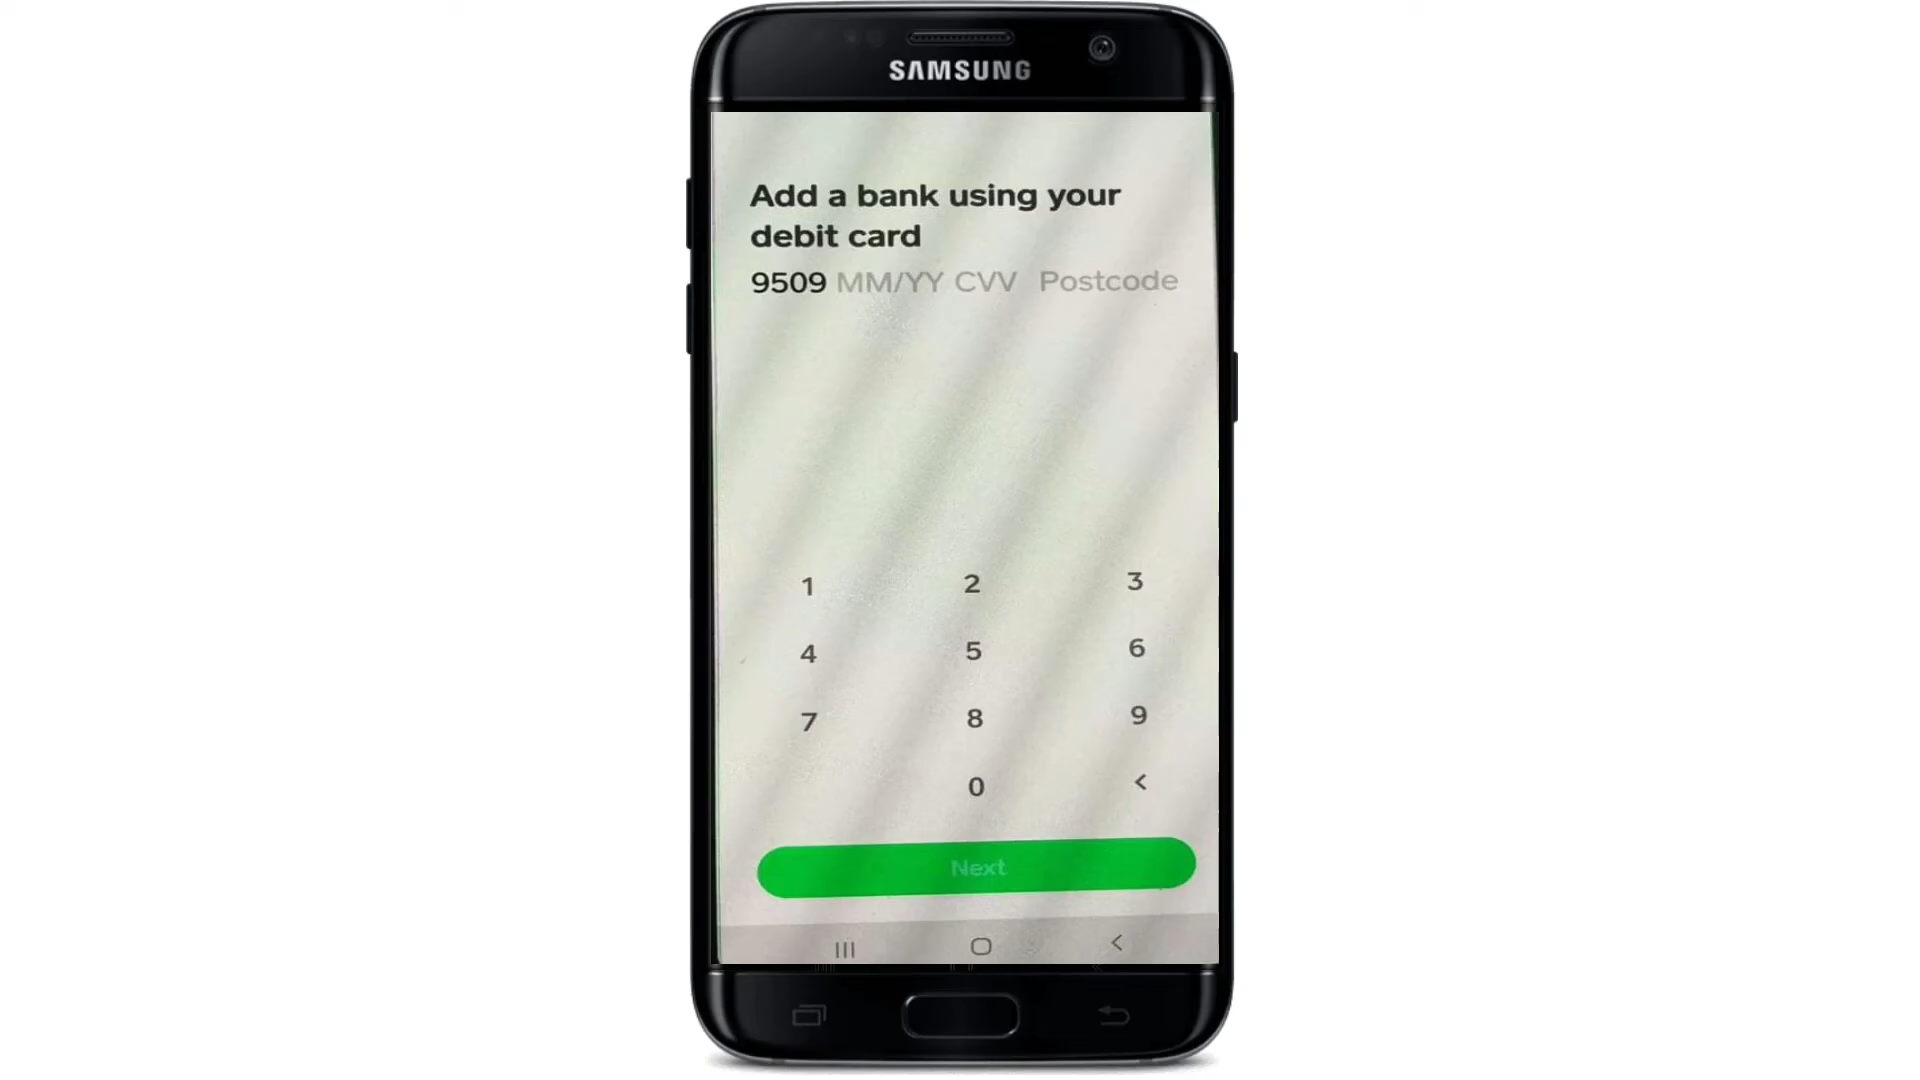 SAMSUNG
Add a bank using your
debit card
9509 MM/YY CVV Postcode
1 2 3
4 5 6
7 8 9
0 <
Next